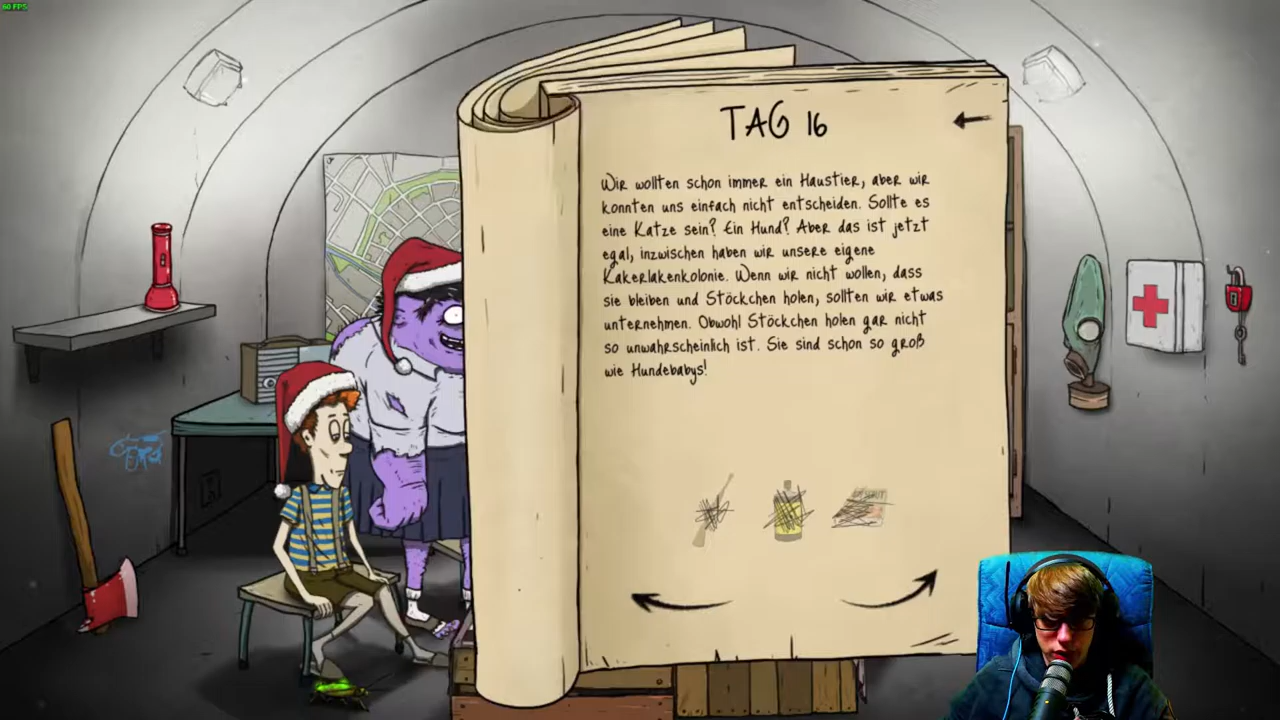 60 FPS
TAG 16
Wir wollten schon immer ein Haustier, aber wir
konnten uns einfach nicht entscheiden. Sollte es
eine Katze sein? Ein Hund? Aber das ist jetzt
egal, inzwischen haben wir unsere eigene
Kakerlakenkolonie. Wenn wir nicht wollen, dass
sie bleiben und Stöckchen holen, sollten wir etwas
unternehmen. Obwohl Stöckchen holen gar nicht
so unwahrscheinlich ist. Sie sind schon so groß
wie Hundebabys!